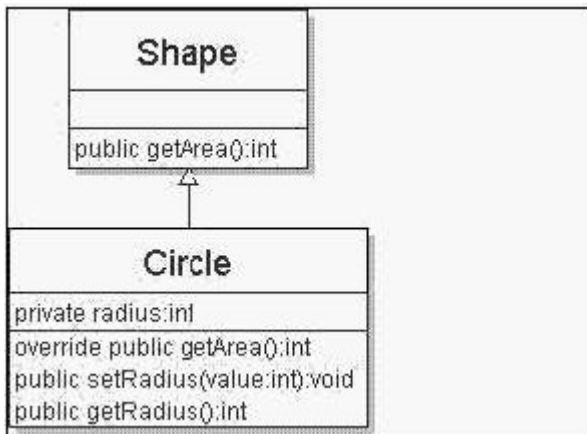 Shape
public getArea():int
Circle
private radius:int
override public getArea():int
public setRadius(value:int):void
public getRadius():int